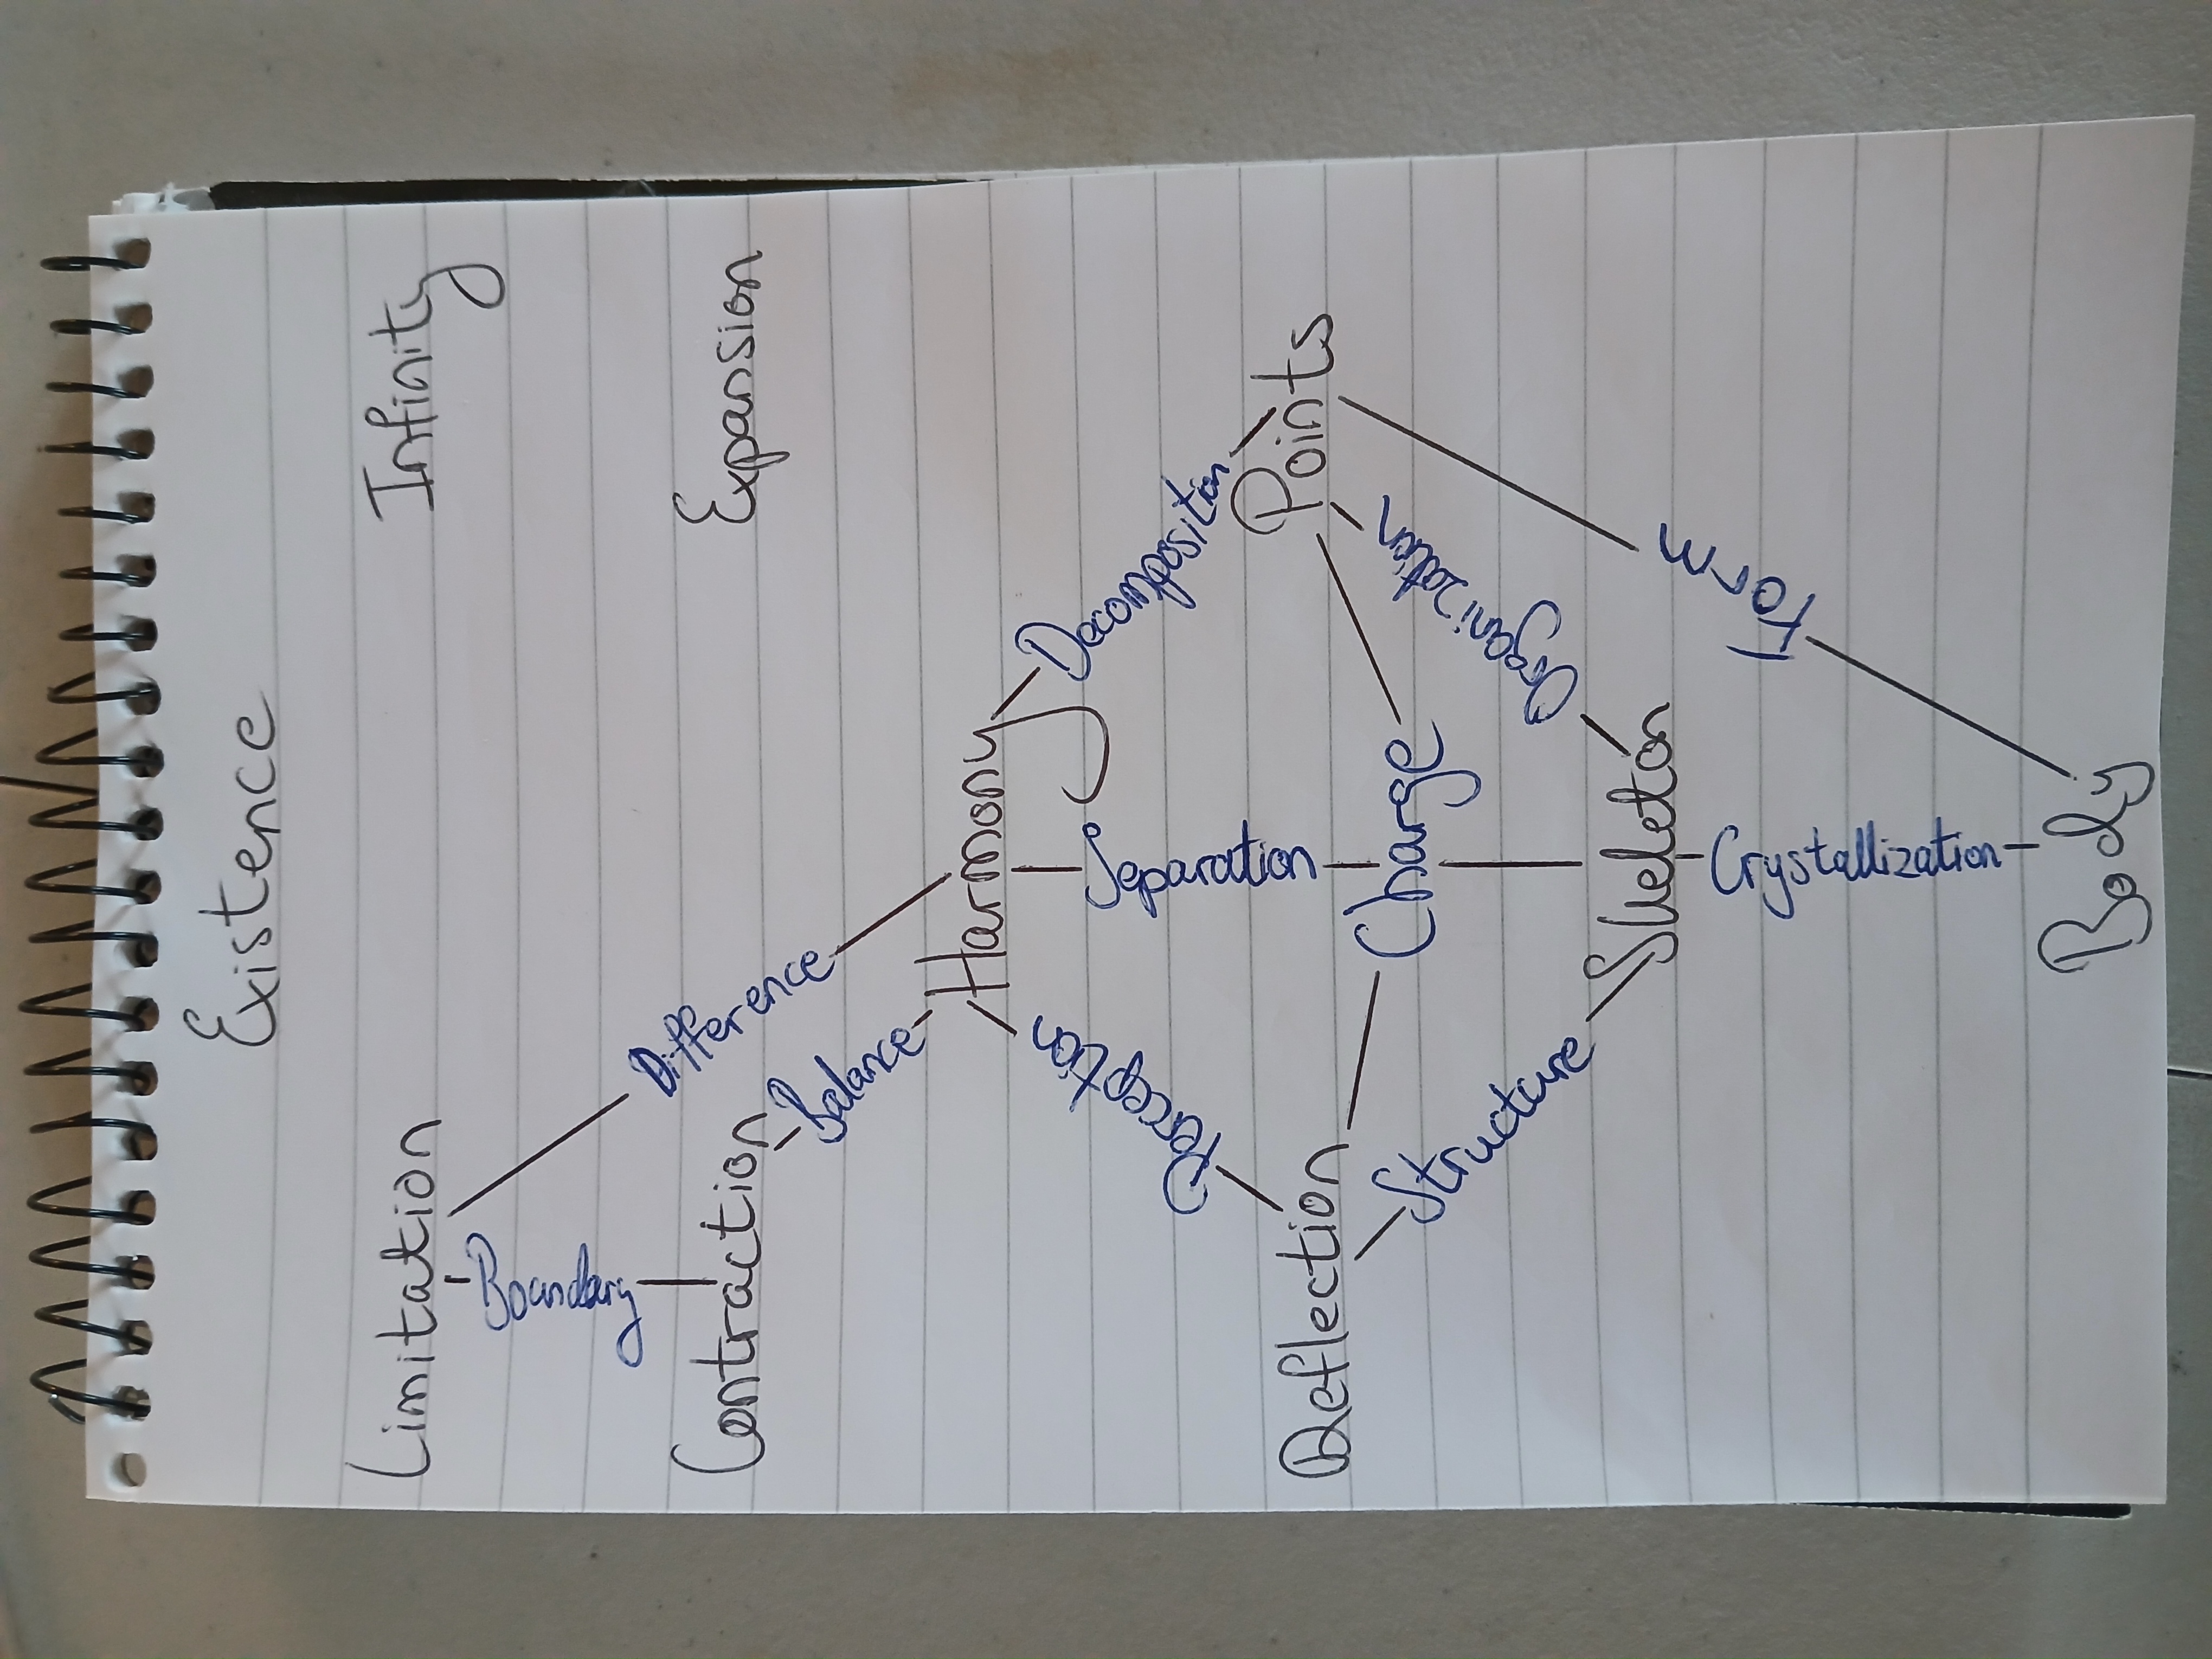 Existence
Limitation
Infinity
Boundary
Difference
Contraction
Expansion
Balance
Harmony
Perception
Separation
Decomposition
Reflection
Points
Charge
Structure
Organization
Skeleton
Form
Crystallization
Body